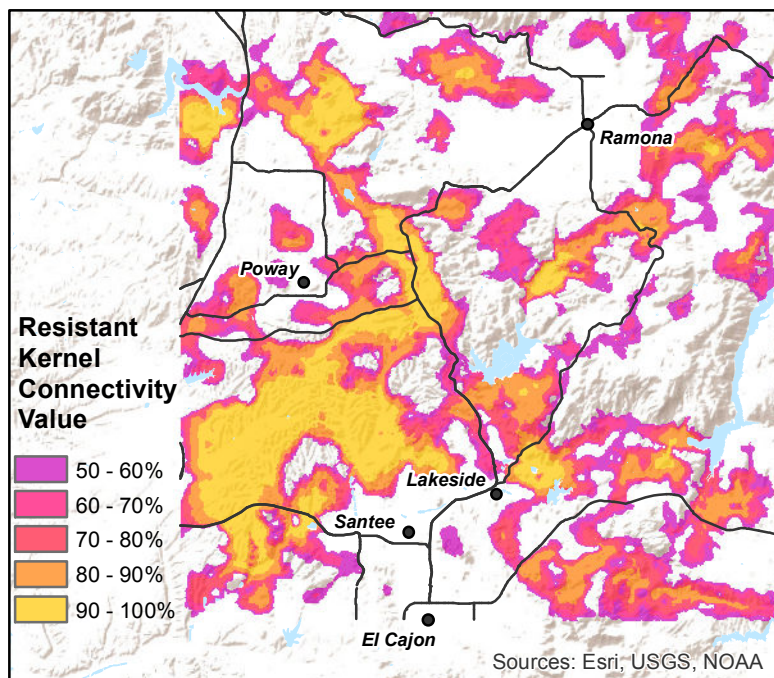 Ramona
Poway
Resistant
Kernel
Connectivity
Value
50 - 60%
60 - 70%
70 - 80%
80 - 90%
90 - 100%
Lakeside
Santee
El Cajon
Sources: Esri, USGS, NOAA